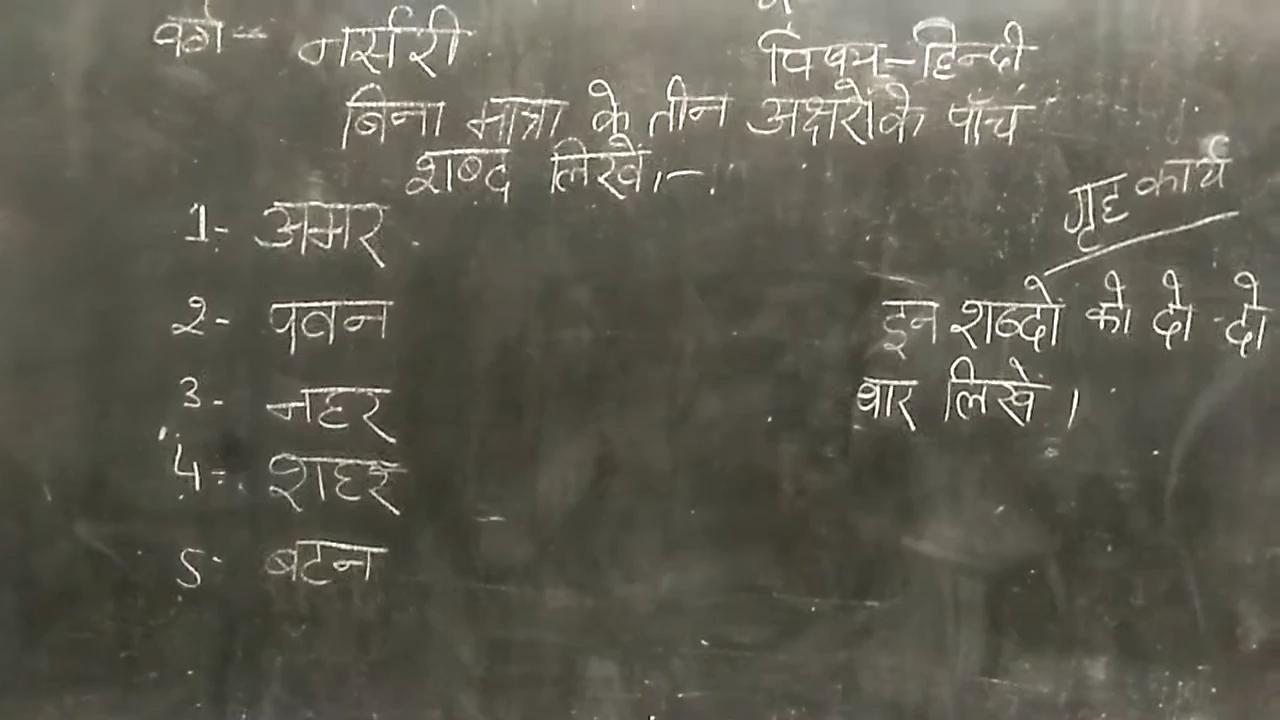 वर्ग- नर्सरी
विषय-हिन्दी
बिना मात्रा के तीन अक्षरों के पाँच
शब्द लिखें।-
गृह कार्य
1- अमर
2- पवन
3- नहर
4- शहर
5- बटन
इन शब्दों को दो-दो
बार लिखें ।